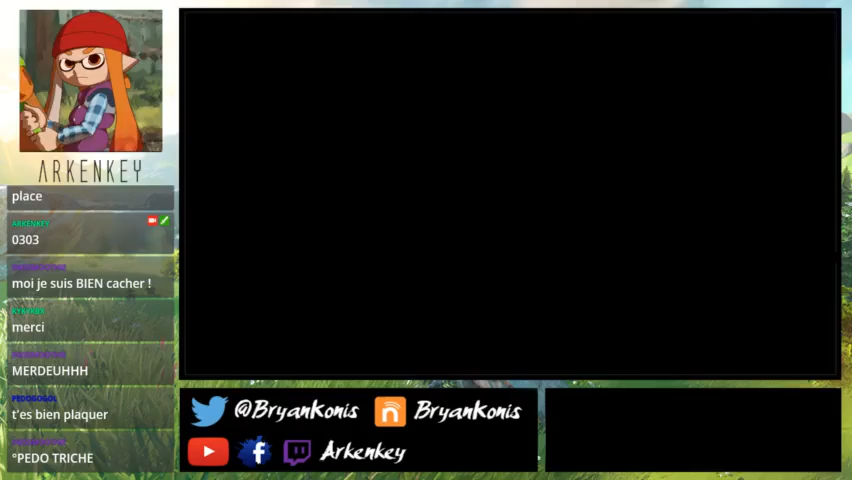 ARKENKEY
place
ARKENKEY
0303
moi je suis BIEN cacher !
merci
MERDEUHHH
PEDOGOGOL
t'es bien plaquer
°PEDO TRICHE
@BryanKonis
BryanKonis
Arkenkey